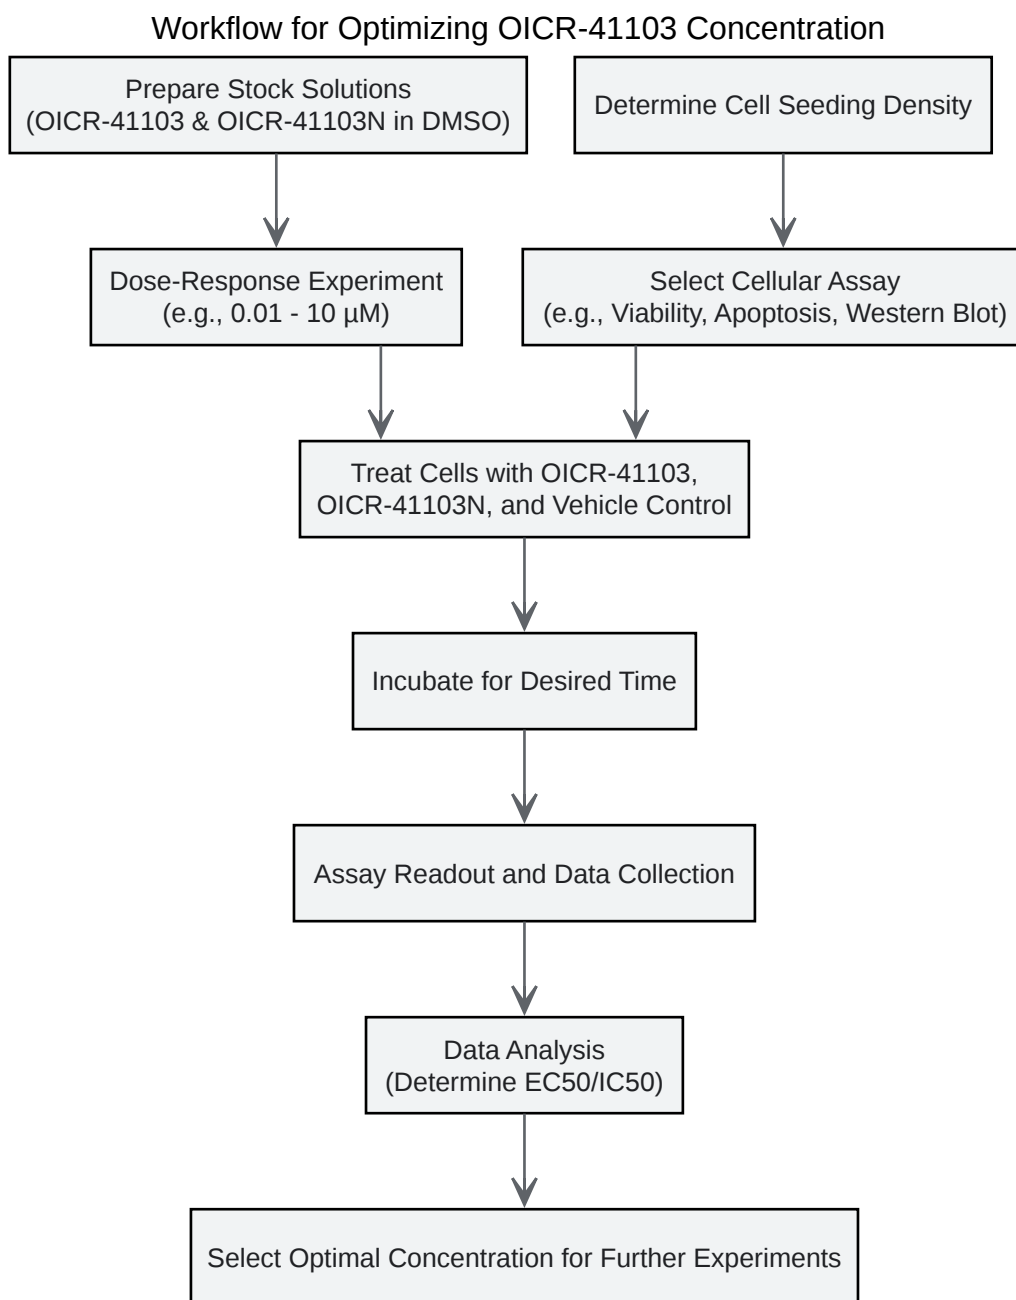 Workflow for Optimizing OICR-41103 Concentration
Prepare Stock Solutions
(OICR-41103 & OICR-41103N in DMSO)
Determine Cell Seeding Density
Dose-Response Experiment
(e.g., 0.01 - 10 µM)
Select Cellular Assay
(e.g., Viability, Apoptosis, Western Blot)
Treat Cells with OICR-41103,
OICR-41103N, and Vehicle Control
Incubate for Desired Time
Assay Readout and Data Collection
Data Analysis
(Determine EC50/IC50)
Select Optimal Concentration for Further Experiments